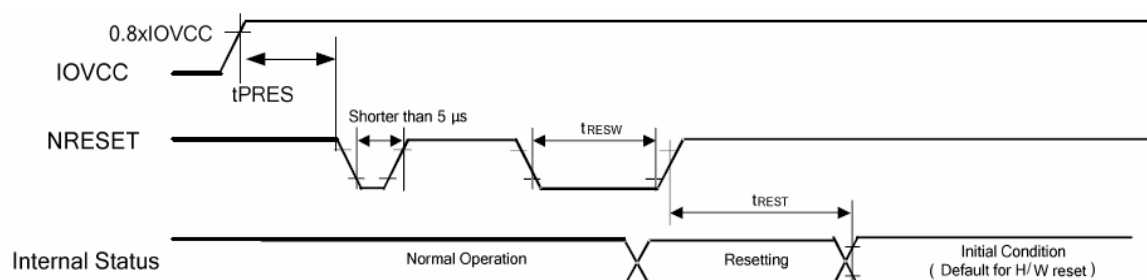 0.8xIOVCC
IOVCC
tPRES
Shorter than 5 µs
tRESW
NRESET
tREST
Internal Status
Normal Operation
Resetting
Initial Condition
( Default for H/W reset )